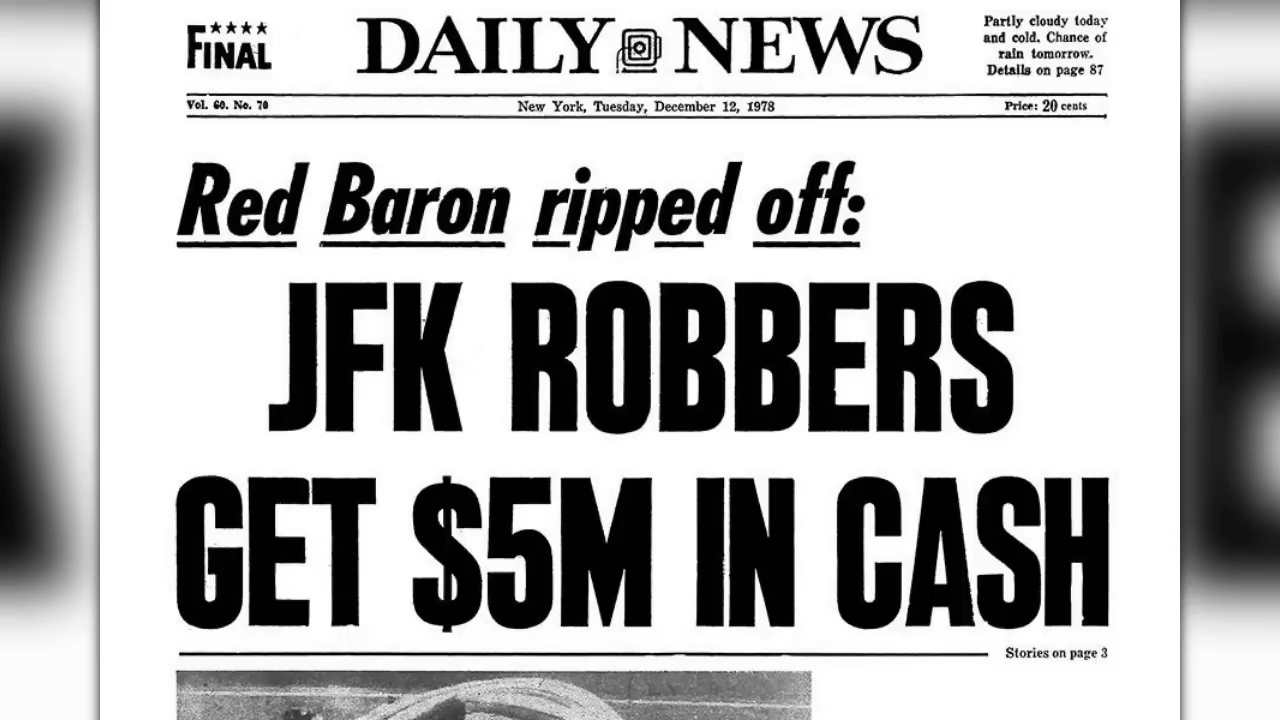 ★★★★
FINAL
DAILY NEWS
Partly cloudy today
and cold. Chance of
rain tomorrow.
Details on page 87
Vol. 60. No. 70
New York, Tuesday, December 12, 1978
Price: 20 cents
Red Baron ripped off:
JFK ROBBERS
GET $5M IN CASH
Stories on page 3